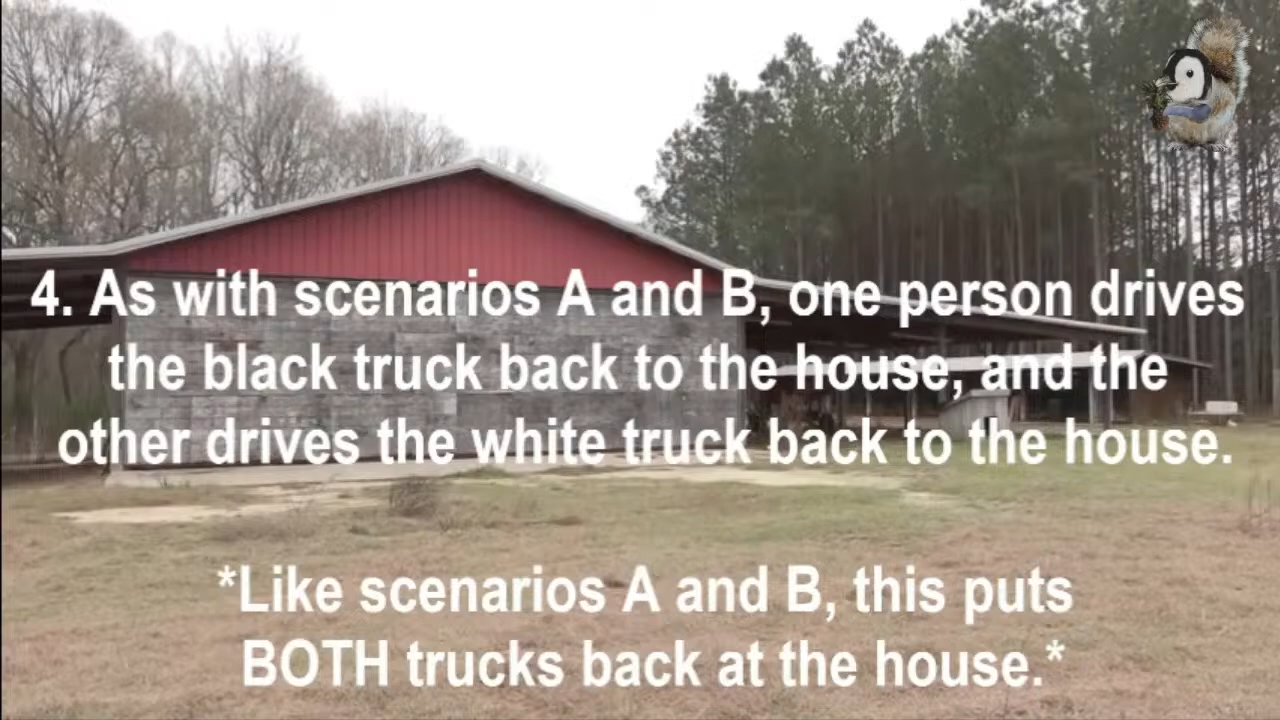 4. As with scenarios A and B, one person drives
the black truck back to the house, and the
other drives the white truck back to the house.
*Like scenarios A and B, this puts
BOTH trucks back at the house.*